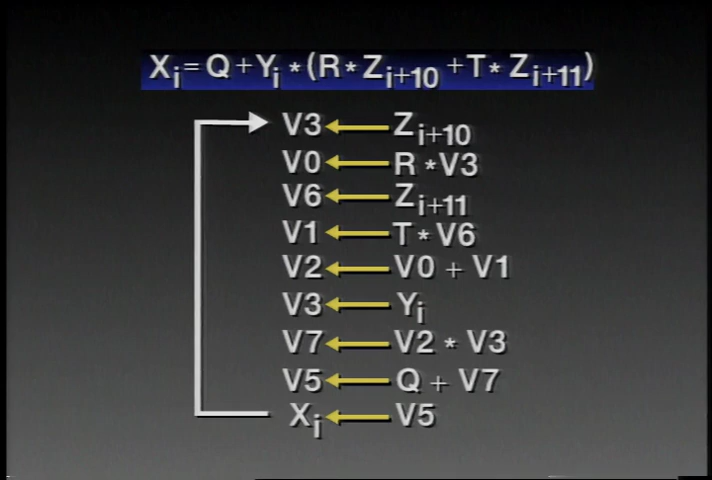 Xi = Q + Yi * (R * Zi+10 + T * Zi+11)
V3 ← Zi+10
V0 ← R * V3
V6 ← Zi+11
V1 ← T * V6
V2 ← V0 + V1
V3 ← Yi
V7 ← V2 * V3
V5 ← Q + V7
Xi ← V5